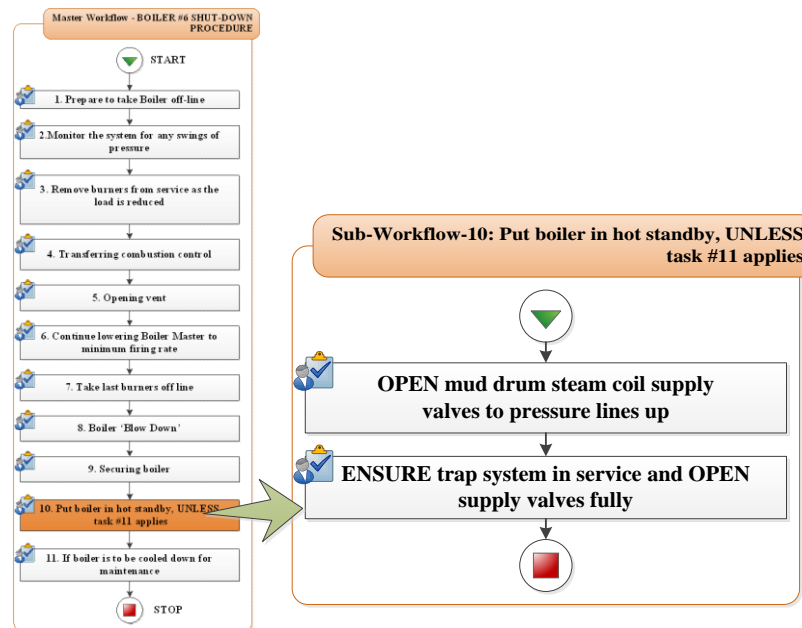 Master Workflow - BOILER #6 SHUT-DOWN
PROCEDURE
START
1. Prepare to take Boiler off-line
2.Monitor the system for any swings of
pressure
3. Remove burners from service as the
load is reduced
4. Transferring combustion control
5. Opening vent
6. Continue lowering Boiler Master to
minimum firing rate
7. Take last burners off line
8. Boiler ‘Blow Down’
9. Securing boiler
10. Put boiler in hot standby, UNLESS
task #11 applies
11. If boiler is to be cooled down for
maintenance
STOP
Sub-Workflow-10: Put boiler in hot standby, UNLESS
task #11 applies
OPEN mud drum steam coil supply
valves to pressure lines up
ENSURE trap system in service and OPEN
supply valves fully